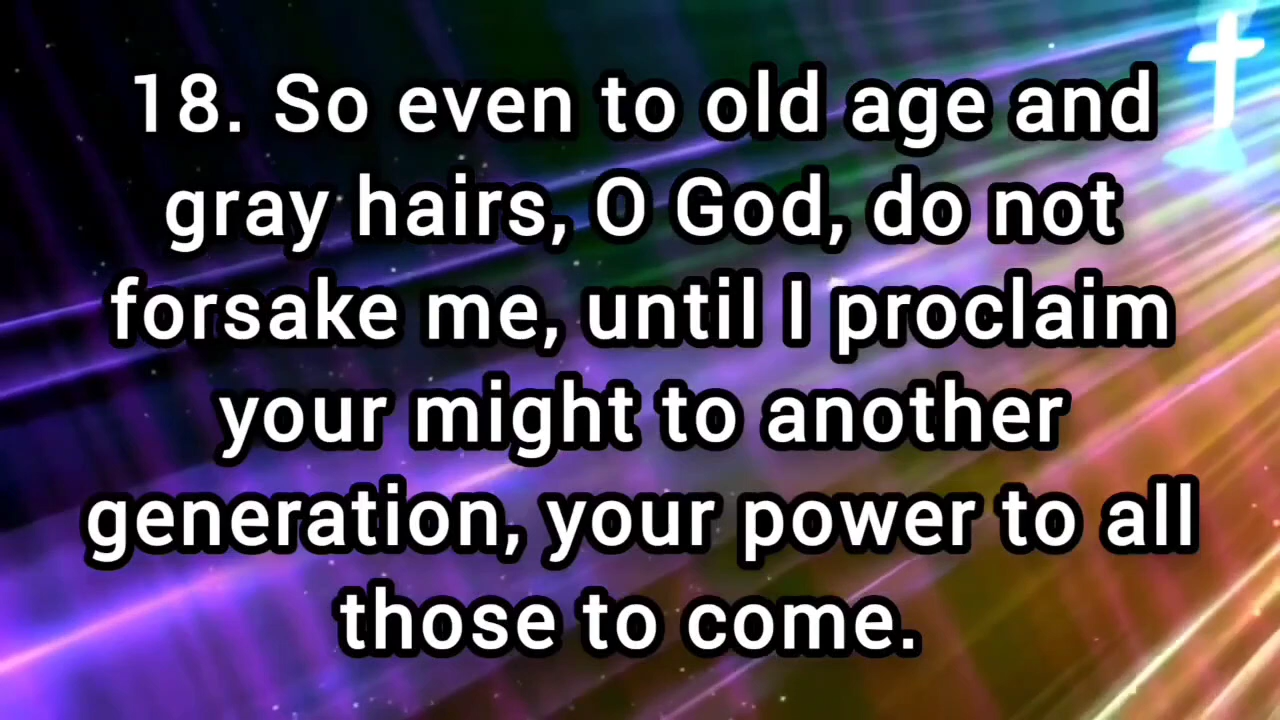 18. So even to old age and
gray hairs, O God, do not
forsake me, until I proclaim
your might to another
generation, your power to all
those to come.